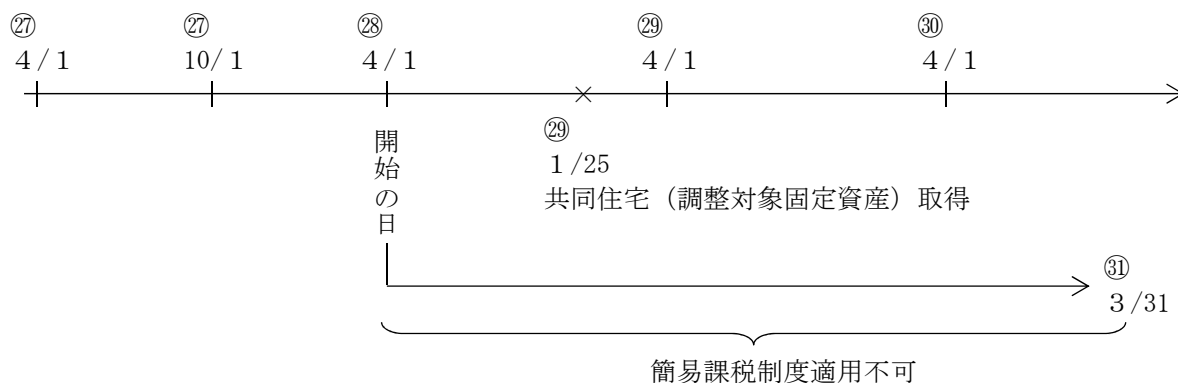 ㉗ ㉗ ㉘ ㉙ ㉚
4/1 10/1 4/1 4/1 4/1
㉙
1/25
共同住宅（調整対象固定資産）取得
開始の日
㉛
3/31
簡易課税制度適用不可